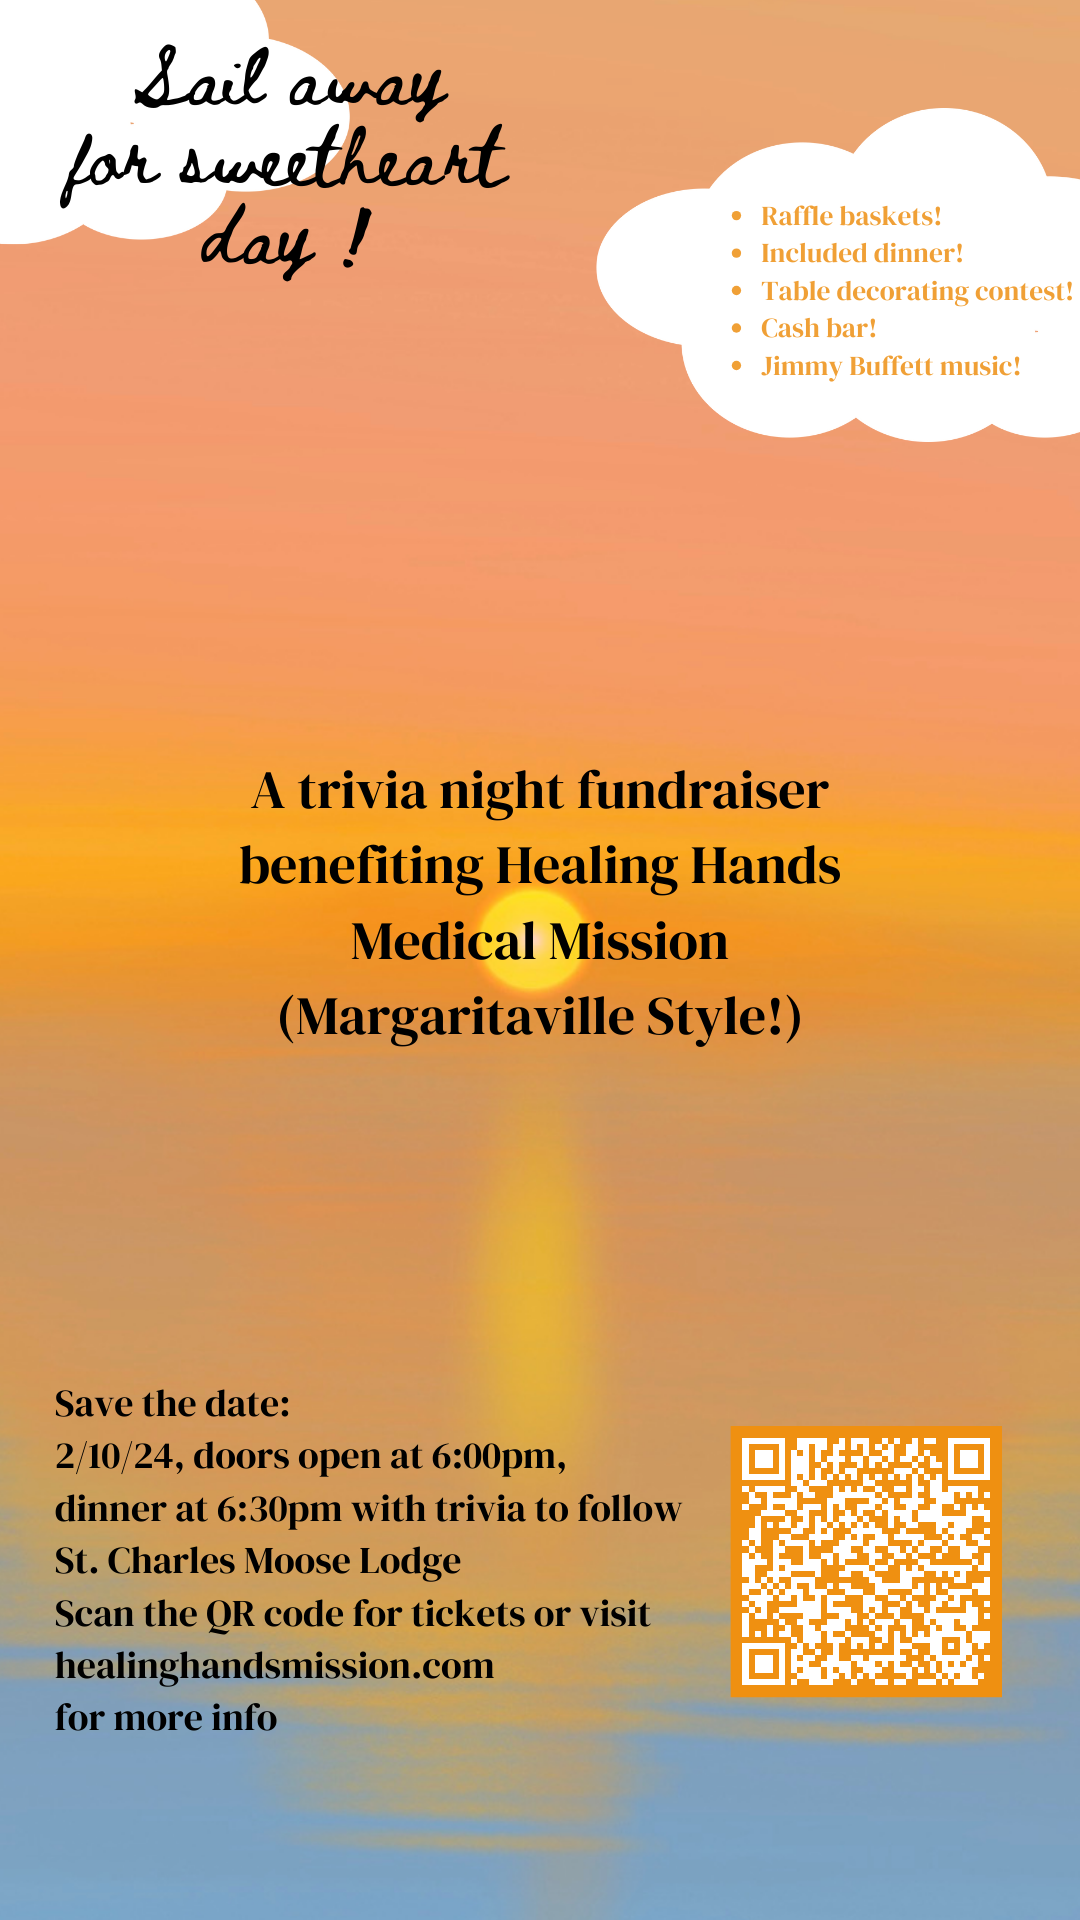 Sail away
for sweetheart
day !
• Raffle baskets!
• Included dinner!
• Table decorating contest!
• Cash bar!
• Jimmy Buffett music!
A trivia night fundraiser
benefiting Healing Hands
Medical Mission
(Margaritaville Style!)
Save the date:
2/10/24, doors open at 6:00pm,
dinner at 6:30pm with trivia to follow
St. Charles Moose Lodge
Scan the QR code for tickets or visit
healinghandsmission.com
for more info